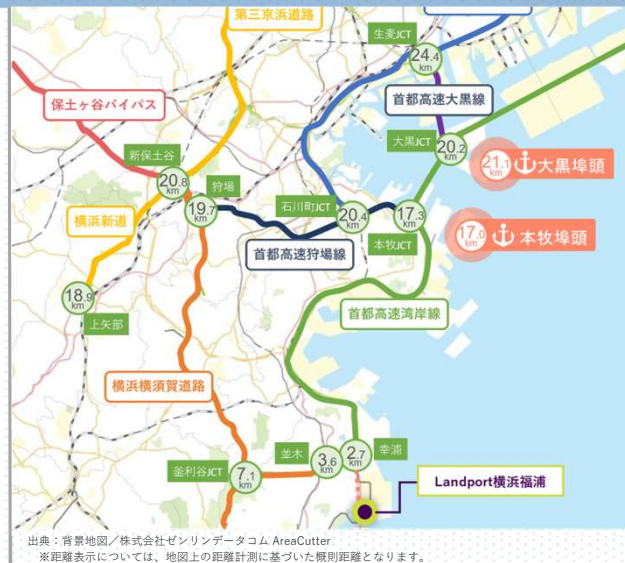 第三京浜道路
生麦JCT
24.4
km
保土ヶ谷バイパス
首都高速大黒線
大黒JCT
20.2
km
21.1
km
大黒埠頭
新保土谷
20.8
km
狩場
19.7
km
石川町JCT
20.4
km
17.3
km
17.0
km
本牧埠頭
横浜新道
首都高速狩場線
本牧JCT
18.9
km
上矢部
首都高速湾岸線
横浜横須賀道路
釜利谷JCT
7.1
km
並木
3.6
km
2.7
km
幸浦
Landport横浜福浦
出典：背景地図／株式会社ゼンリンデータコム AreaCutter
※距離表示については、地図上の距離計測に基づいた概則距離となります。